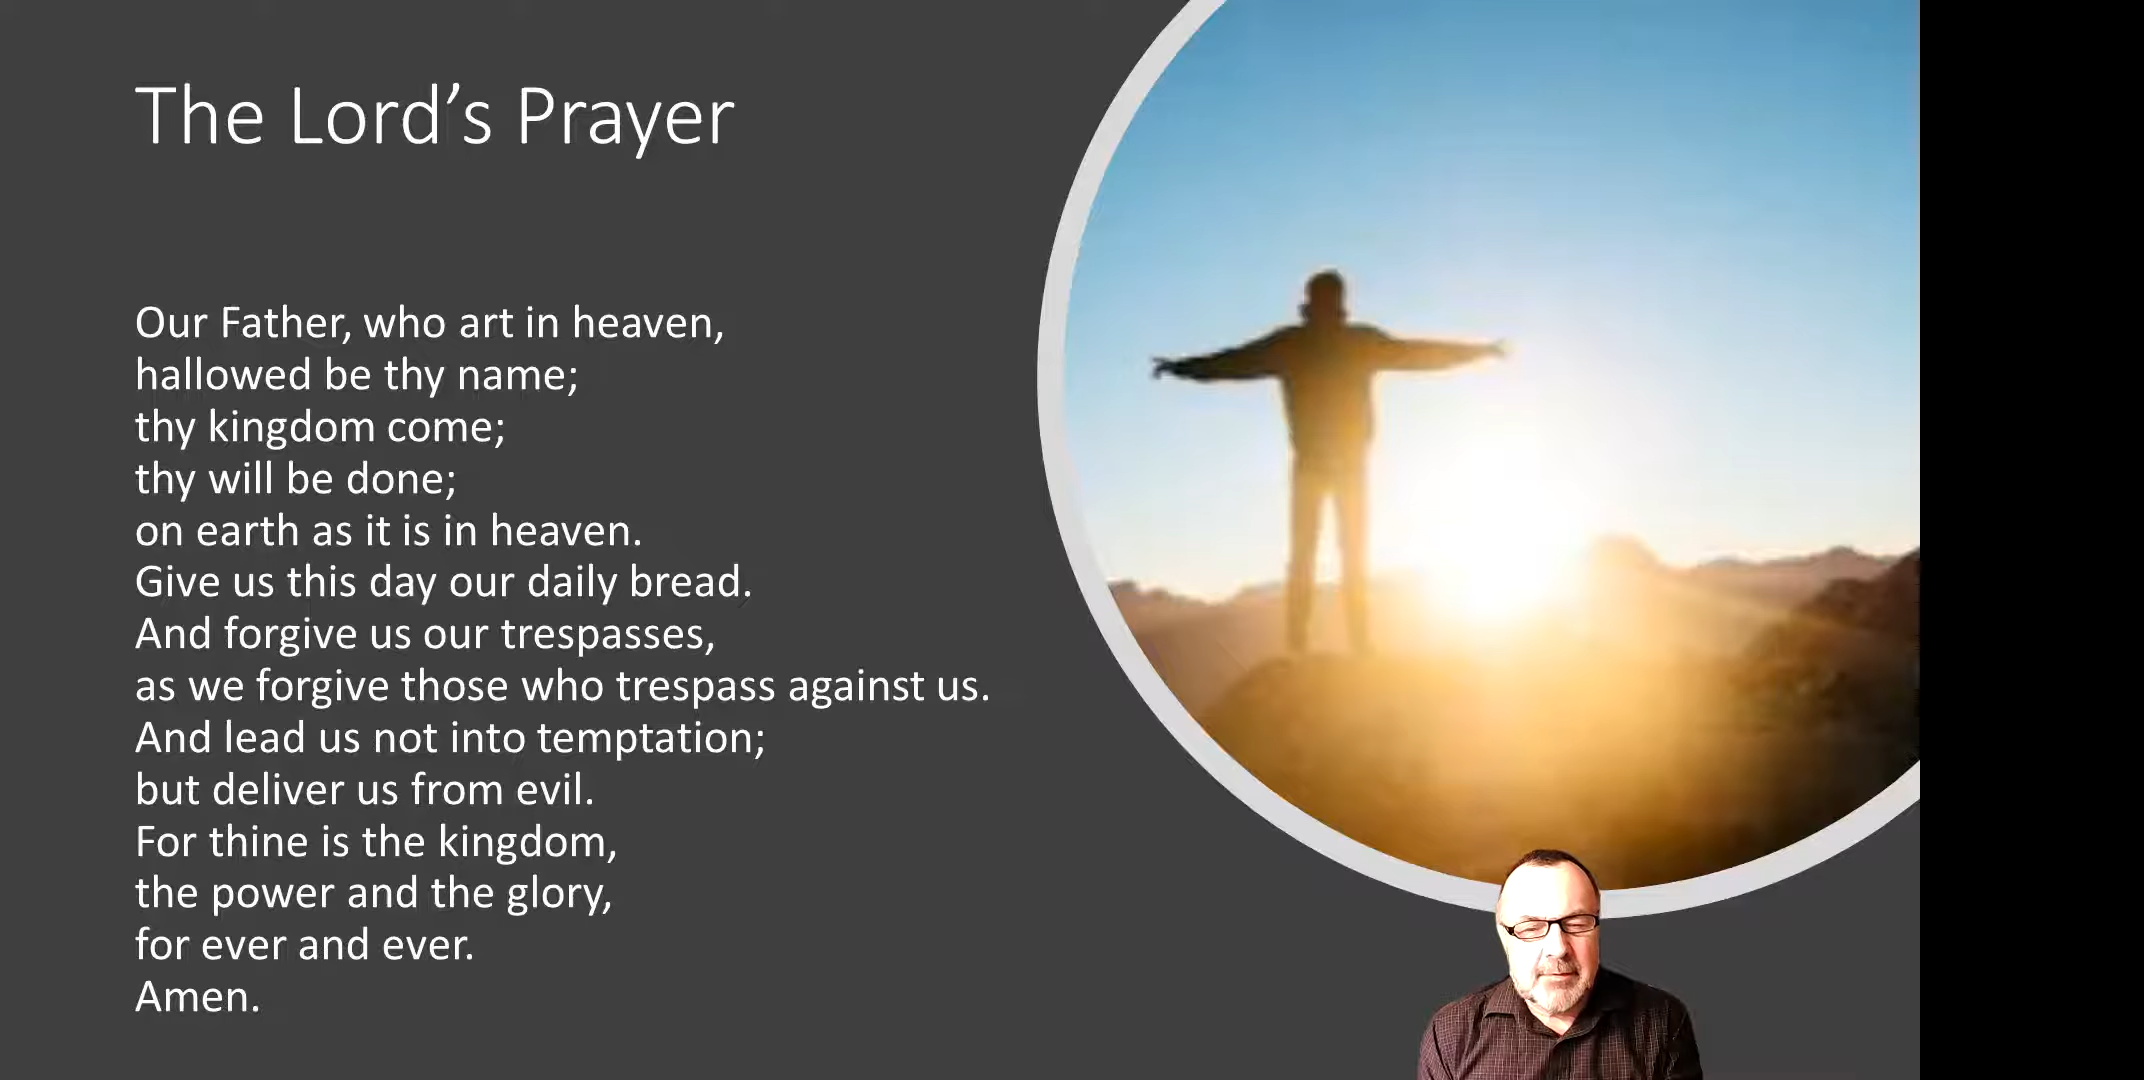 The Lord’s Prayer
Our Father, who art in heaven,
hallowed be thy name;
thy kingdom come;
thy will be done;
on earth as it is in heaven.
Give us this day our daily bread.
And forgive us our trespasses,
as we forgive those who trespass against us.
And lead us not into temptation;
but deliver us from evil.
For thine is the kingdom,
the power and the glory,
for ever and ever.
Amen.